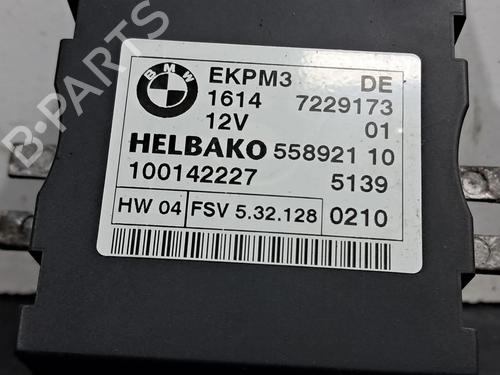 BMW
EKPM3 DE
1614 7229173
12V 01
HELBAKO 558921 10
100142227 5139
HW 04 FSV 5.32.128 0210
B-PARTS